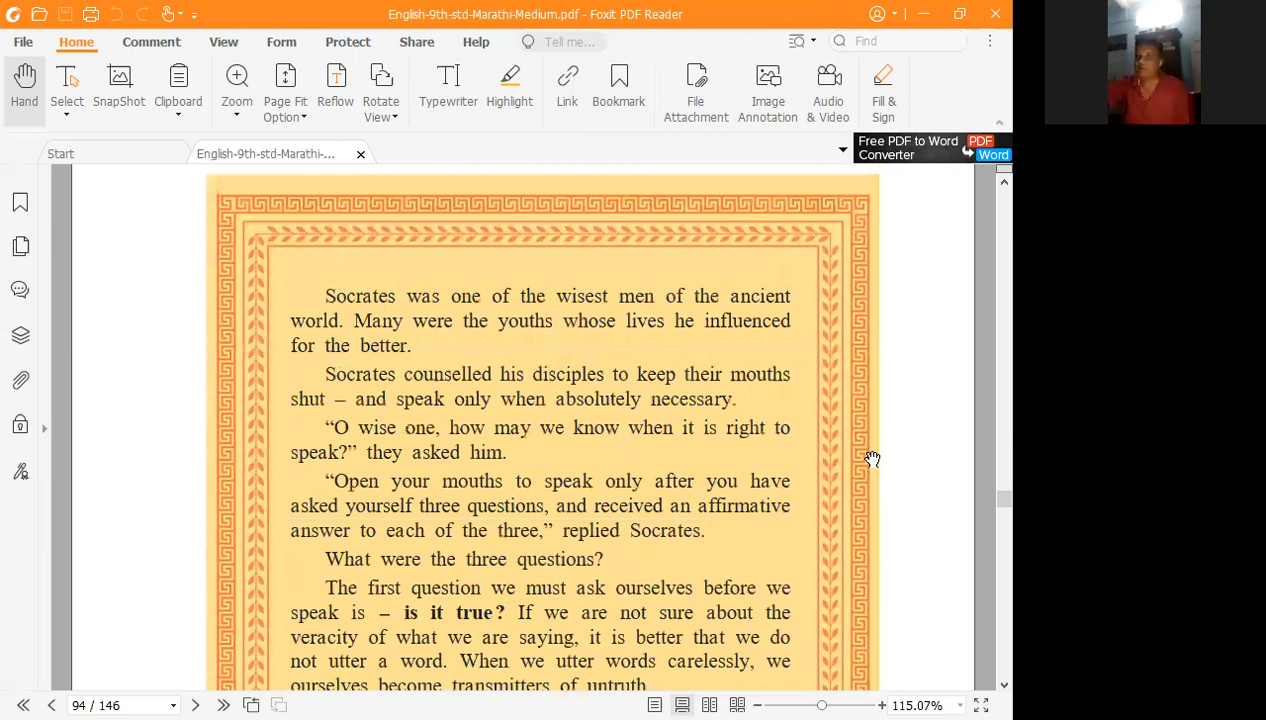 English-9th-std-Marathi-Medium.pdf - Foxit PDF Reader
File Home Comment View Form Protect Share Help Tell me... Find
Hand Select SnapShot Clipboard Zoom Page Fit Option Reflow Rotate View Typewriter Highlight Link Bookmark File Attachment Image Annotation Audio & Video Fill & Sign
Start English-9th-std-Marathi-... Free PDF to Word Converter PDF Word
Socrates was one of the wisest men of the ancient
world. Many were the youths whose lives he influenced
for the better.
Socrates counselled his disciples to keep their mouths
shut – and speak only when absolutely necessary.
“O wise one, how may we know when it is right to
speak?” they asked him.
“Open your mouths to speak only after you have
asked yourself three questions, and received an affirmative
answer to each of the three,” replied Socrates.
What were the three questions?
The first question we must ask ourselves before we
speak is – is it true? If we are not sure about the
veracity of what we are saying, it is better that we do
not utter a word. When we utter words carelessly, we
ourselves become transmitters of untruth.
94 / 146 115.07%